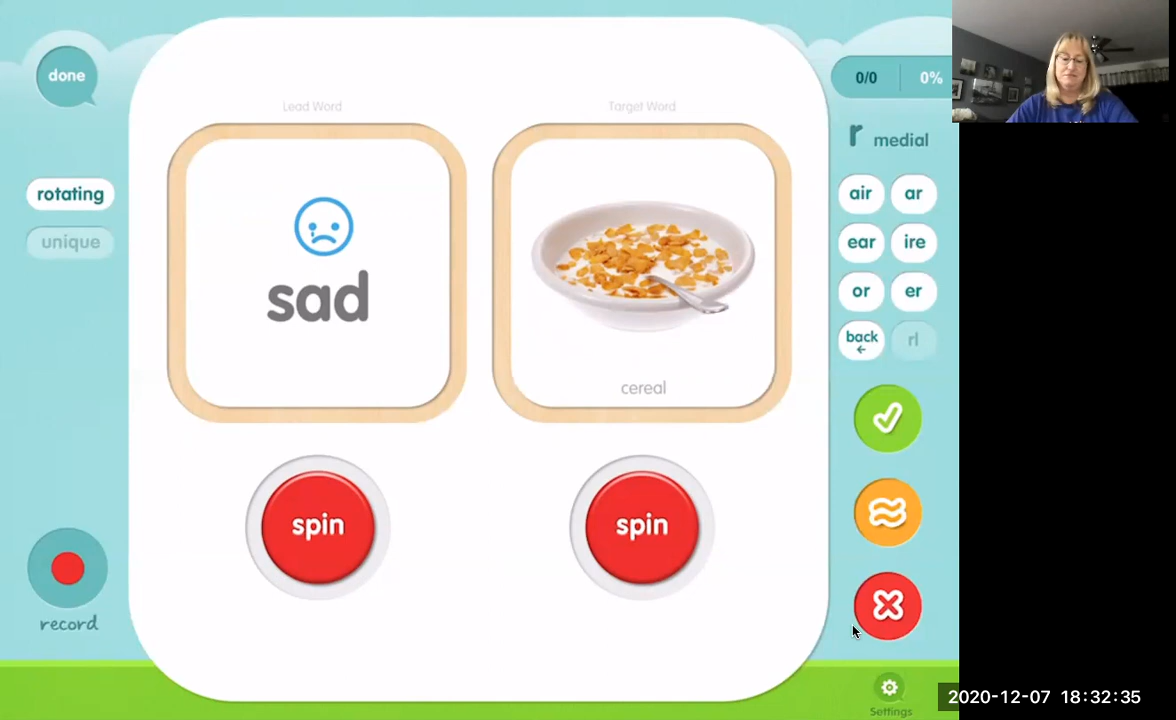 done
Lead Word
Target Word
0/0
0%
r medial
rotating
unique
air
ar
ear
ire
or
er
back
rl
sad
cereal
spin
spin
record
Settings
2020-12-07 18:32:35